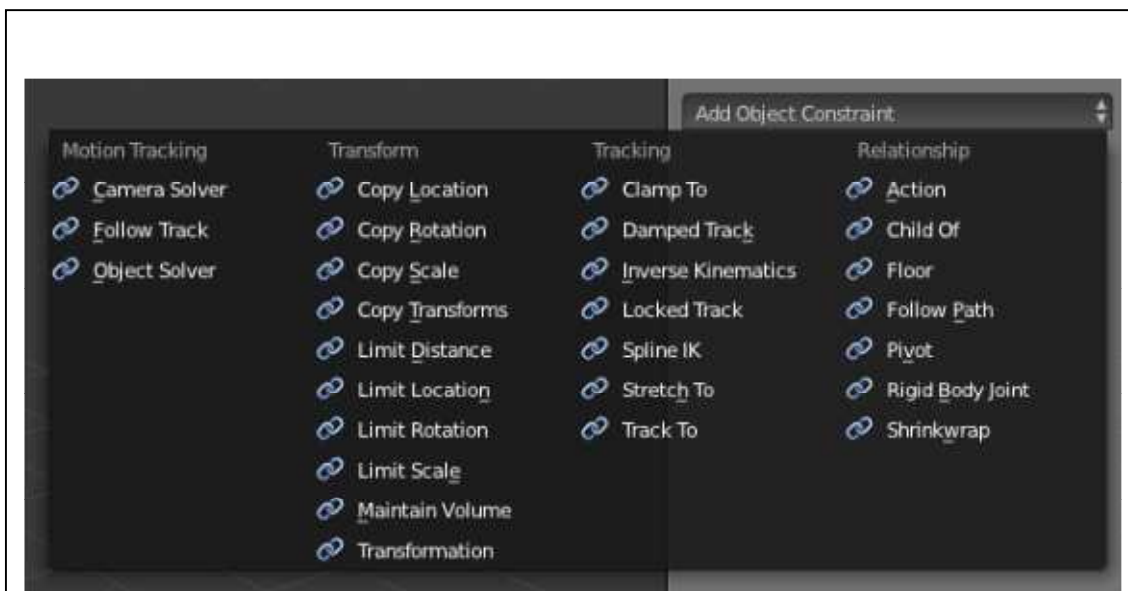 Add Object Constraint
Motion Tracking
Camera Solver
Follow Track
Object Solver
Transform
Copy Location
Copy Rotation
Copy Scale
Copy Transforms
Limit Distance
Limit Location
Limit Rotation
Limit Scale
Maintain Volume
Transformation
Tracking
Clamp To
Damped Track
Inverse Kinematics
Locked Track
Spline IK
Stretch To
Track To
Relationship
Action
Child Of
Floor
Follow Path
Pivot
Rigid Body Joint
Shrinkwrap